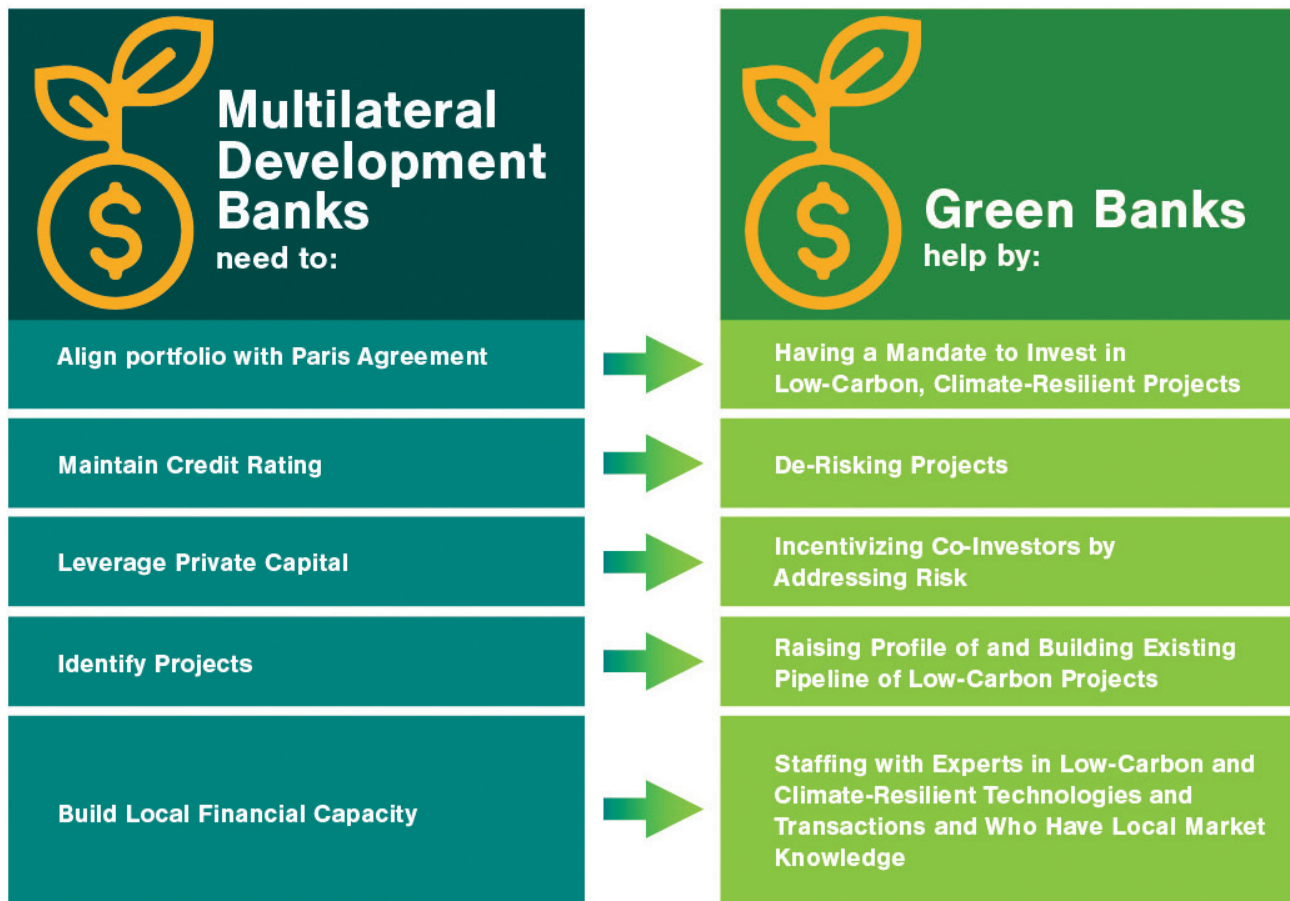 Multilateral
Development
Banks
need to:
Green Banks
help by:
Align portfolio with Paris Agreement
Having a Mandate to Invest in
Low-Carbon, Climate-Resilient Projects
Maintain Credit Rating
De-Risking Projects
Leverage Private Capital
Incentivizing Co-Investors by
Addressing Risk
Identify Projects
Raising Profile of and Building Existing
Pipeline of Low-Carbon Projects
Build Local Financial Capacity
Staffing with Experts in Low-Carbon and
Climate-Resilient Technologies and
Transactions and Who Have Local Market
Knowledge